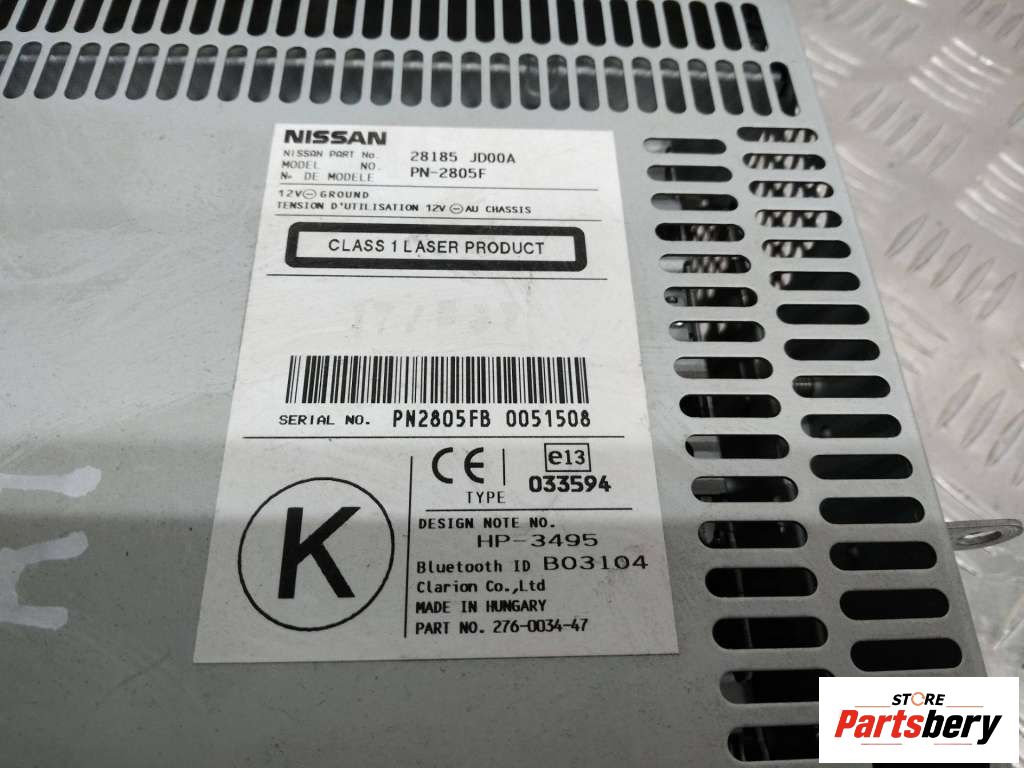 NISSAN
NISSAN PART No. 28185 JD00A
MODEL NO. PN-2805F
No DE MODELE
12V⊖GROUND
TENSION D'UTILISATION 12V ⊖AU CHASSIS
CLASS 1 LASER PRODUCT
SERIAL NO. PN2805FB 0051508
CE e13
TYPE 033594
K
DESIGN NOTE NO.
HP-3495
Bluetooth ID B03104
Clarion Co.,Ltd
MADE IN HUNGARY
PART NO. 276-0034-47
STORE
Partsbery